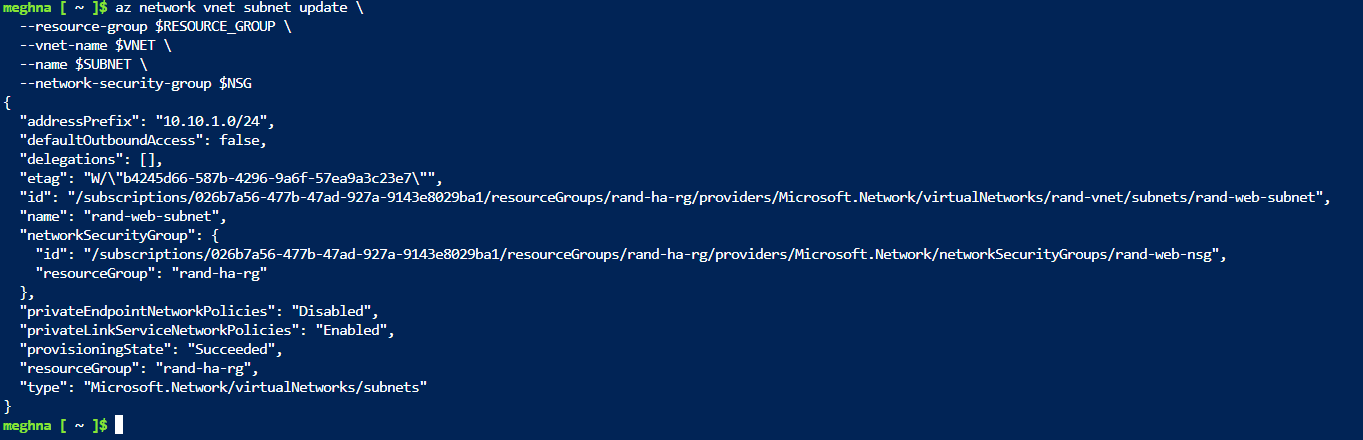 meghna [ ~ ]$ az network vnet subnet update \
  --resource-group $RESOURCE_GROUP \
  --vnet-name $VNET \
  --name $SUBNET \
  --network-security-group $NSG
{
  "addressPrefix": "10.10.1.0/24",
  "defaultOutboundAccess": false,
  "delegations": [],
  "etag": "W/\"b4245d66-587b-4296-9a6f-57ea9a3c23e7\"",
  "id": "/subscriptions/026b7a56-477b-47ad-927a-9143e8029ba1/resourceGroups/rand-ha-rg/providers/Microsoft.Network/virtualNetworks/rand-vnet/subnets/rand-web-subnet",
  "name": "rand-web-subnet",
  "networkSecurityGroup": {
    "id": "/subscriptions/026b7a56-477b-47ad-927a-9143e8029ba1/resourceGroups/rand-ha-rg/providers/Microsoft.Network/networkSecurityGroups/rand-web-nsg",
    "resourceGroup": "rand-ha-rg"
  },
  "privateEndpointNetworkPolicies": "Disabled",
  "privateLinkServiceNetworkPolicies": "Enabled",
  "provisioningState": "Succeeded",
  "resourceGroup": "rand-ha-rg",
  "type": "Microsoft.Network/virtualNetworks/subnets"
}
meghna [ ~ ]$